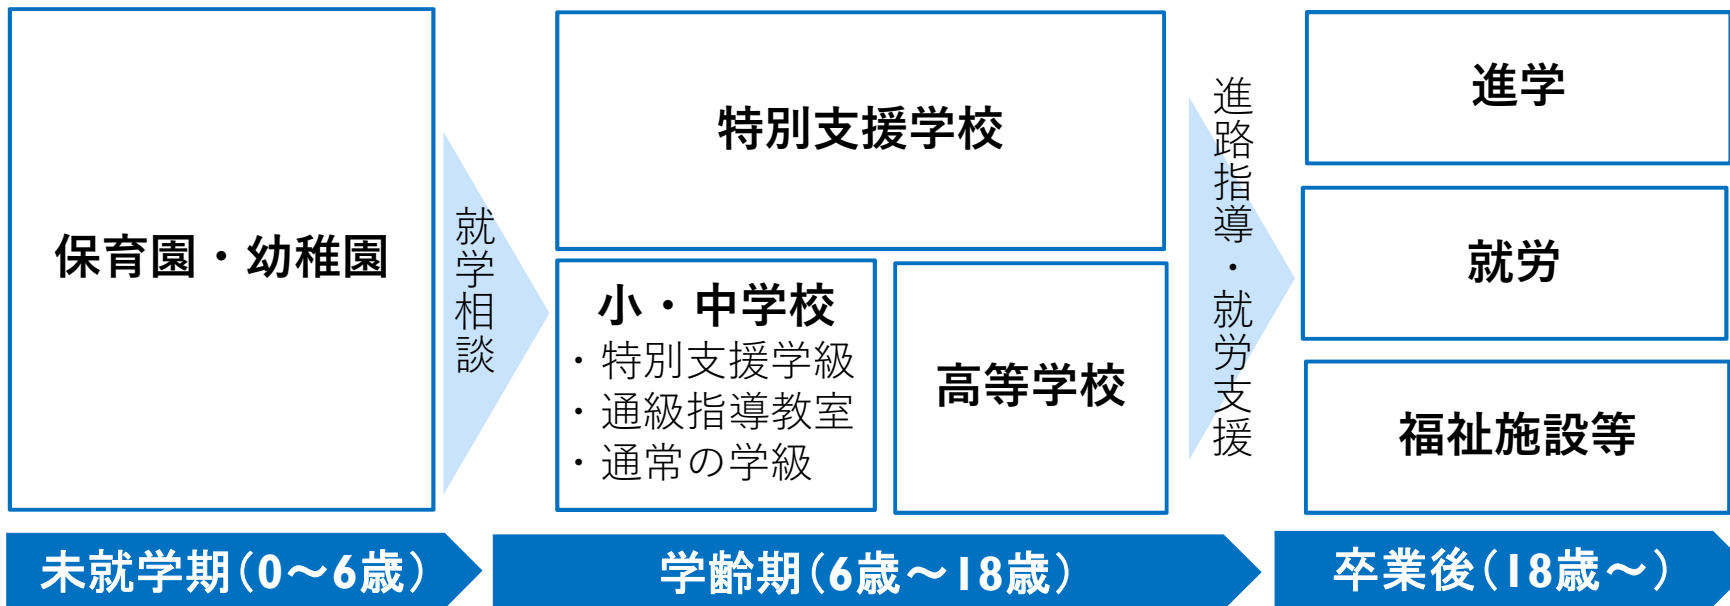 保育園・幼稚園
就学相談
特別支援学校
小・中学校
・特別支援学級
・通級指導教室
・通常の学級
高等学校
進路指導・就労支援
進学
就労
福祉施設等
未就学期(0～6歳)
学齢期(6歳～18歳)
卒業後(18歳～)